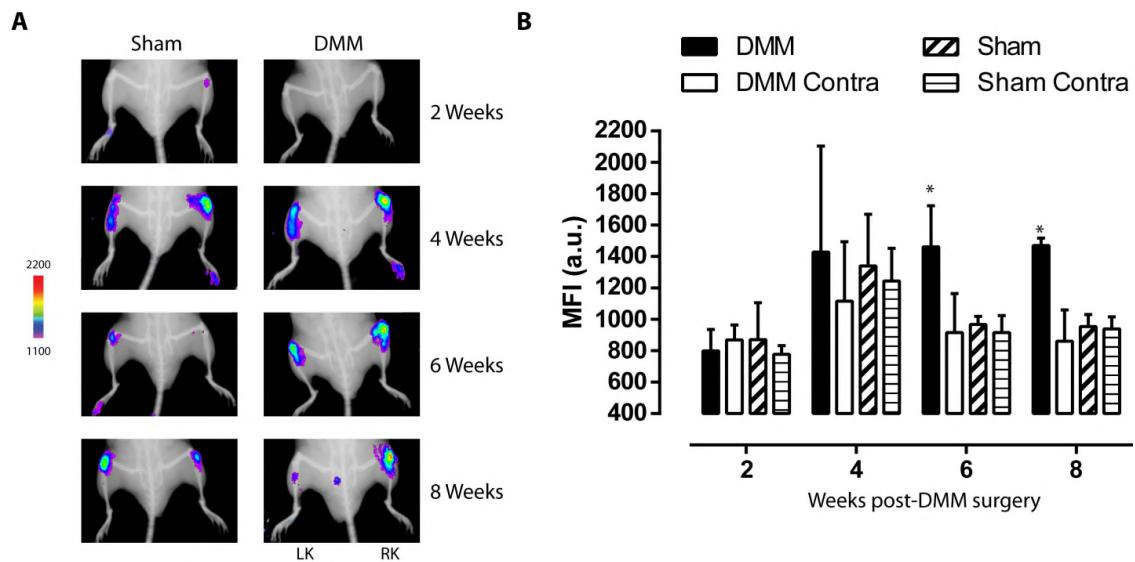 A
Sham
DMM
2 Weeks
4 Weeks
2200
1100
6 Weeks
8 Weeks
LK
RK
B
DMM
Sham
DMM Contra
Sham Contra
MFI (a.u.)
2200
2000
1800
1600
1400
1200
1000
800
600
400
*
*
2
4
6
8
Weeks post-DMM surgery